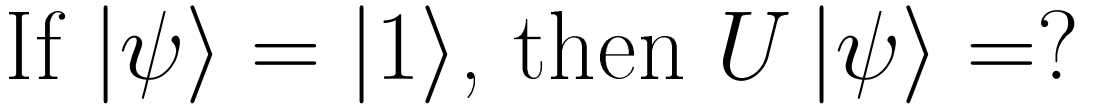 If |ψ⟩ = |1⟩, then U |ψ⟩ =?